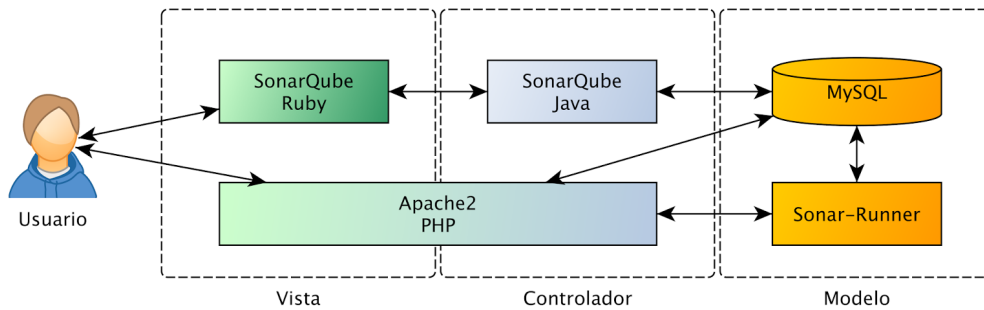 SonarQube
Ruby
SonarQube
Java
MySQL
Usuario
Apache2
PHP
Sonar-Runner
Vista
Controlador
Modelo